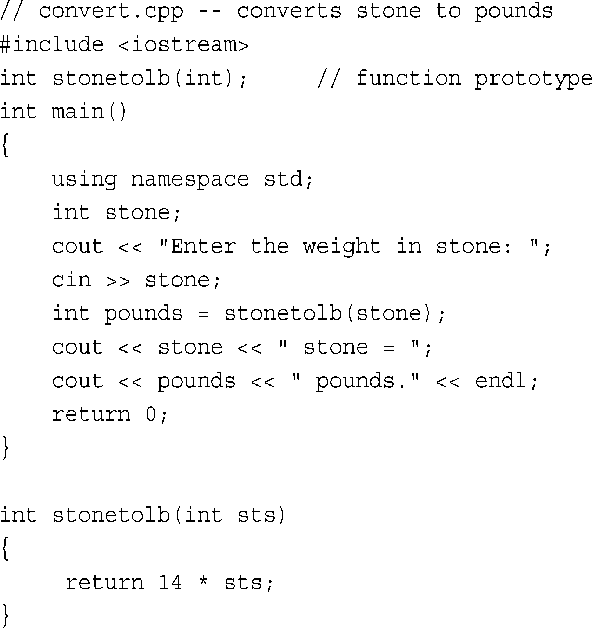 // convert.cpp -- converts stone to pounds
#include <iostream>
int stonetolb(int);     // function prototype
int main()
{
    using namespace std;
    int stone;
    cout << "Enter the weight in stone: ";
    cin >> stone;
    int pounds = stonetolb(stone);
    cout << stone << " stone = ";
    cout << pounds << " pounds." << endl;
    return 0;
}

int stonetolb(int sts)
{
     return 14 * sts;
}